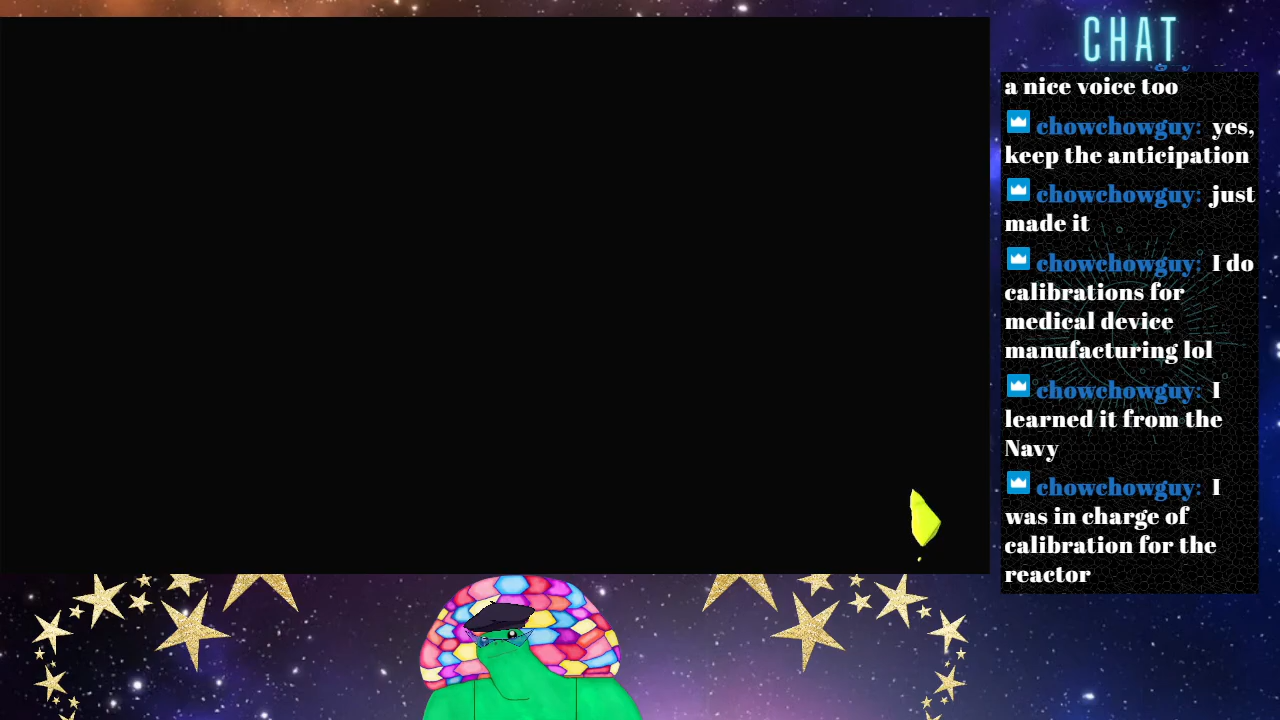 CHAT
a nice voice too
chowchowguy: yes,
keep the anticipation
chowchowguy: just
made it
chowchowguy: I do
calibrations for
medical device
manufacturing lol
chowchowguy: I
learned it from the
Navy
chowchowguy: I
was in charge of
calibration for the
reactor